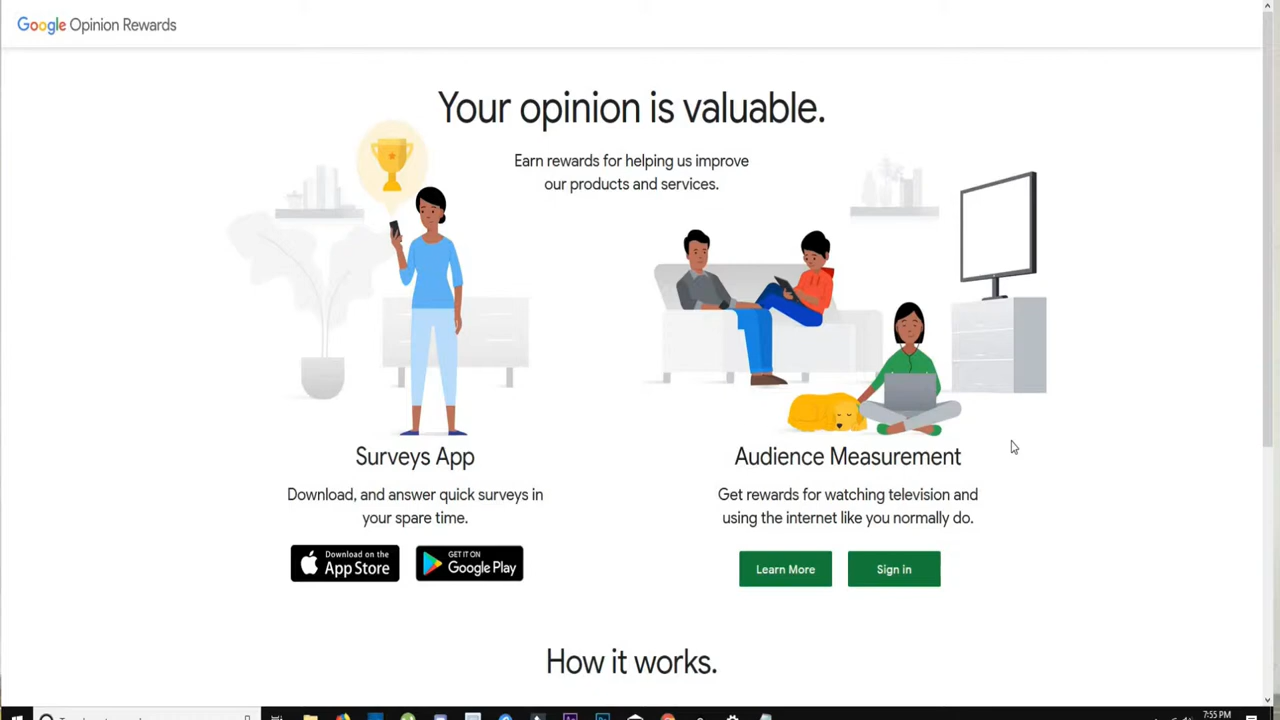 Google Opinion Rewards
Your opinion is valuable.
Earn rewards for helping us improve
our products and services.
Surveys App
Download, and answer quick surveys in
your spare time.
Download on the
App Store
GET IT ON
Google Play
Audience Measurement
Get rewards for watching television and
using the internet like you normally do.
Learn More
Sign in
How it works.
7:55 PM